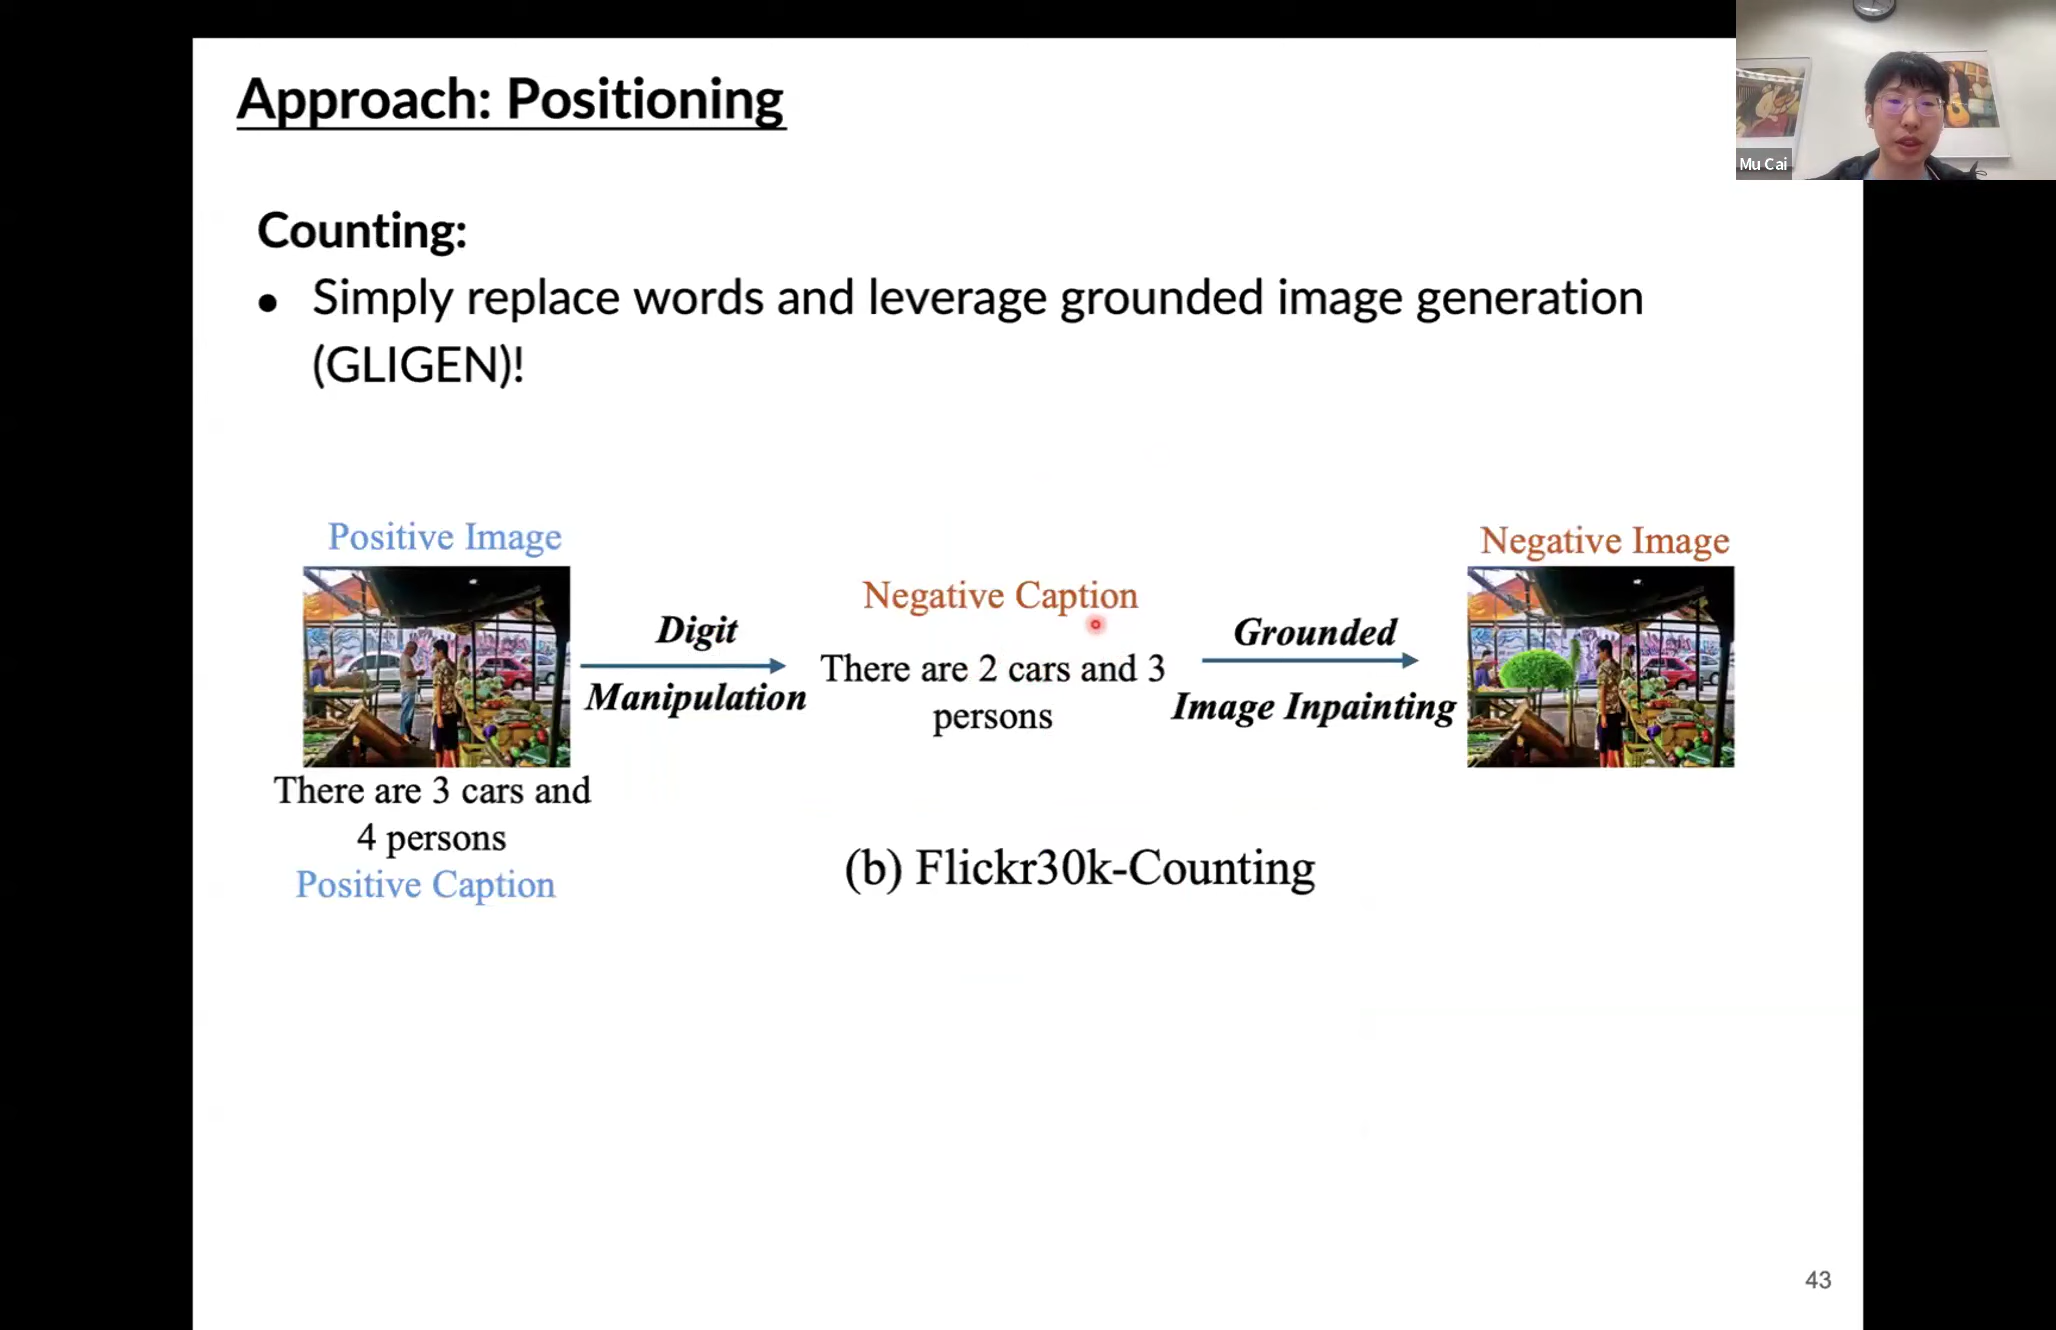 Approach: Positioning
Mu Cai
Counting:
● Simply replace words and leverage grounded image generation
(GLIGEN)!
Positive Image
There are 3 cars and
4 persons
Positive Caption
Digit
Manipulation
Negative Caption
There are 2 cars and 3
persons
Grounded
Image Inpainting
Negative Image
(b) Flickr30k-Counting
43